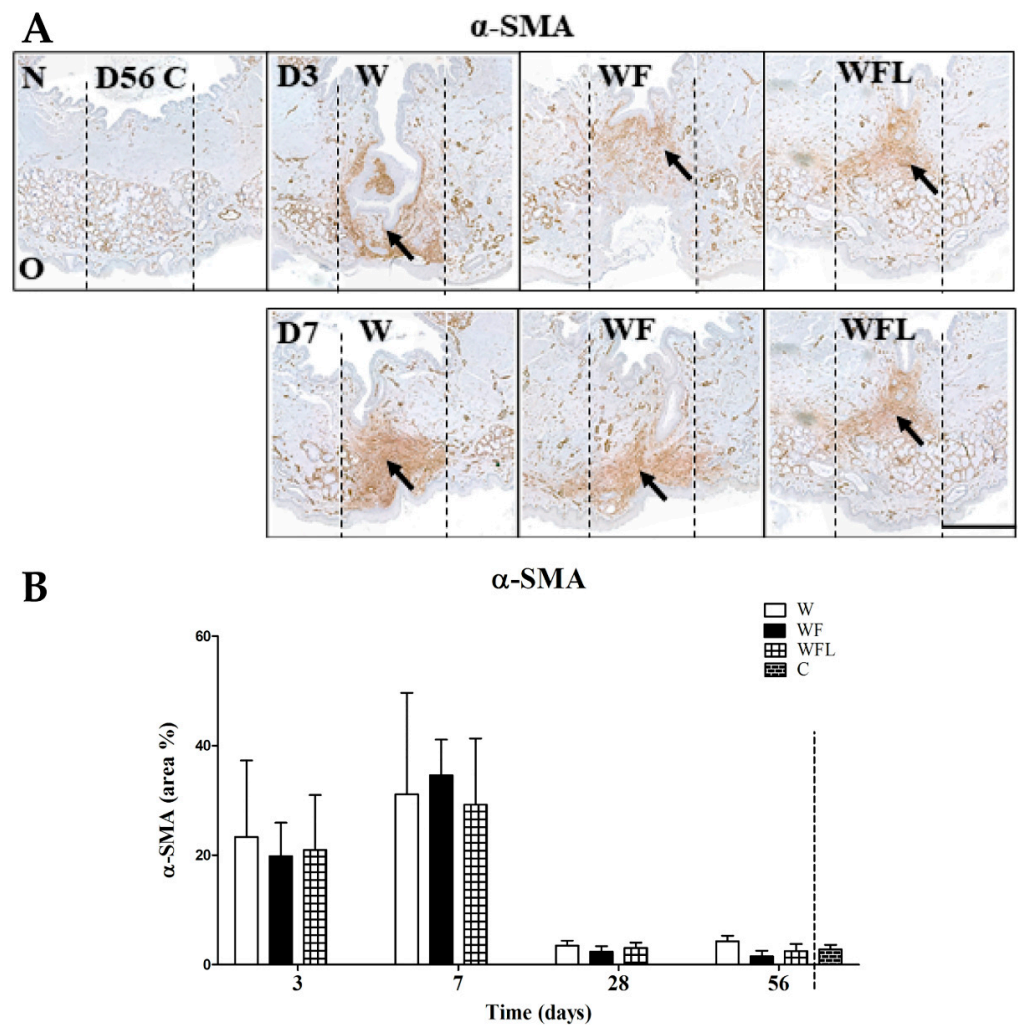 A
α-SMA
N D56 C D3 W WF WFL
O
D7 W WF WFL
B
α-SMA
W
WF
WFL
C
60
40
20
0
α-SMA (area %)
3 7 28 56
Time (days)